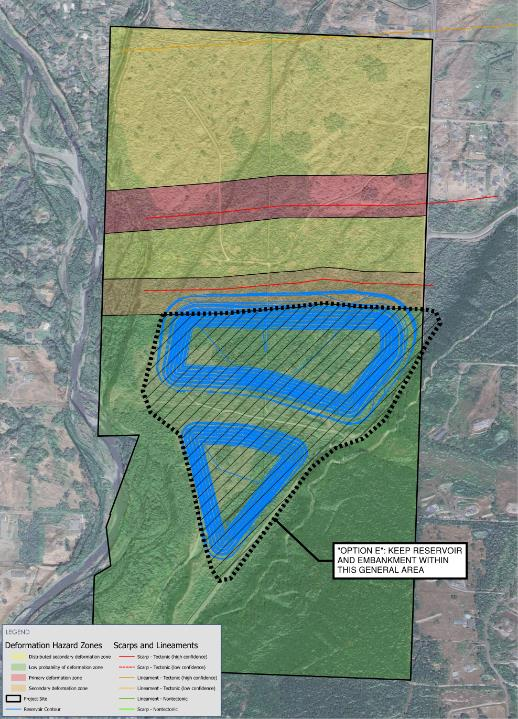 "OPTION E": KEEP RESERVOIR
AND EMBANKMENT WITHIN
THIS GENERAL AREA
LEGEND
Deformation Hazard Zones
Distributed secondary deformation zone
Low probability of deformation zone
Primary deformation zone
Secondary deformation zone
Project Site
Reservoir Contour
Scarps and Lineaments
Scarp - Tectonic (high confidence)
Scarp - Tectonic (low confidence)
Lineament - Tectonic (high confidence)
Lineament - Tectonic (low confidence)
Lineament - Nontectonic
Scarp - Nontectonic